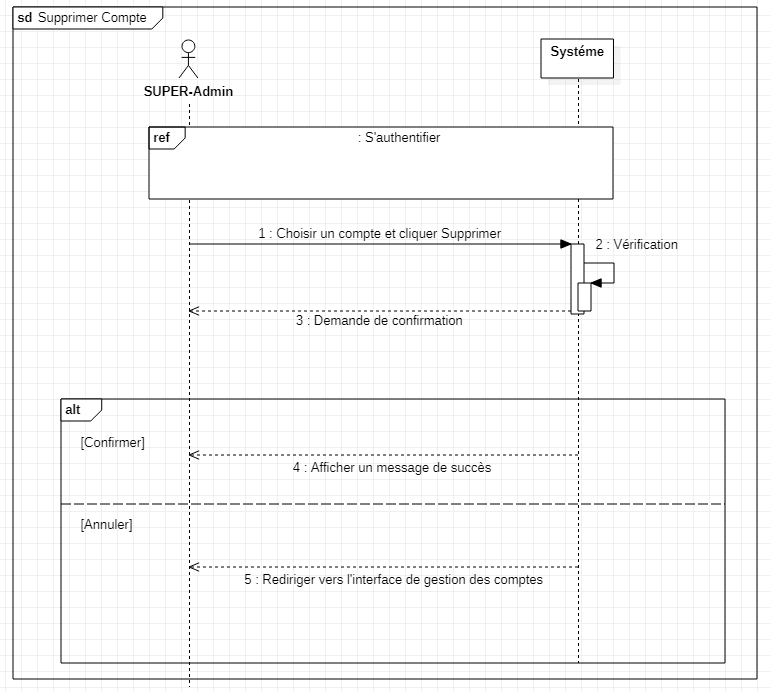 sd Supprimer Compte
SUPER-Admin
Systéme
ref
: S'authentifier
1 : Choisir un compte et cliquer Supprimer
2 : Vérification
3 : Demande de confirmation
alt
[Confirmer]
4 : Afficher un message de succès
[Annuler]
5 : Rediriger vers l'interface de gestion des comptes